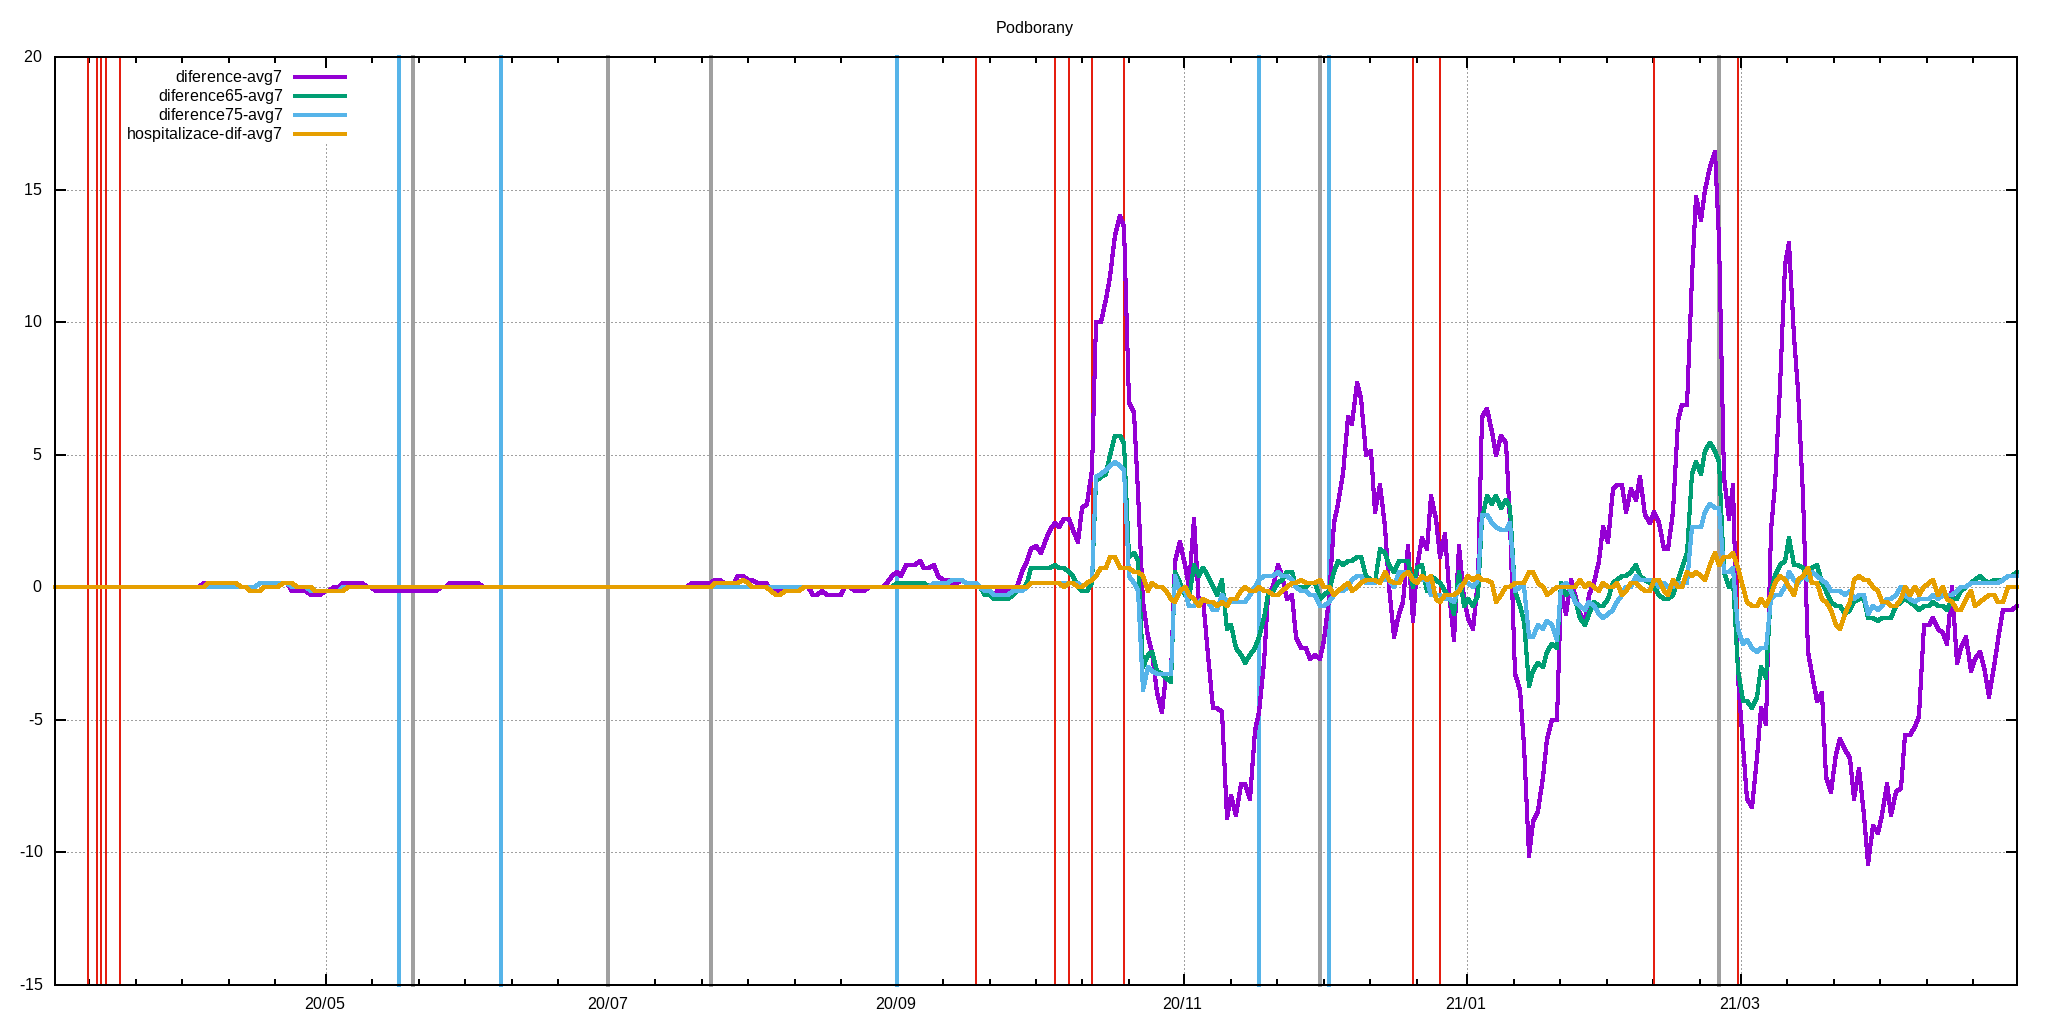 Podborany
20
diference-avg7
diference65-avg7
diference75-avg7
hospitalizace-dif-avg7
15
10
5
0
-5
-10
-15
20/05 20/07 20/09 20/11 21/01 21/03